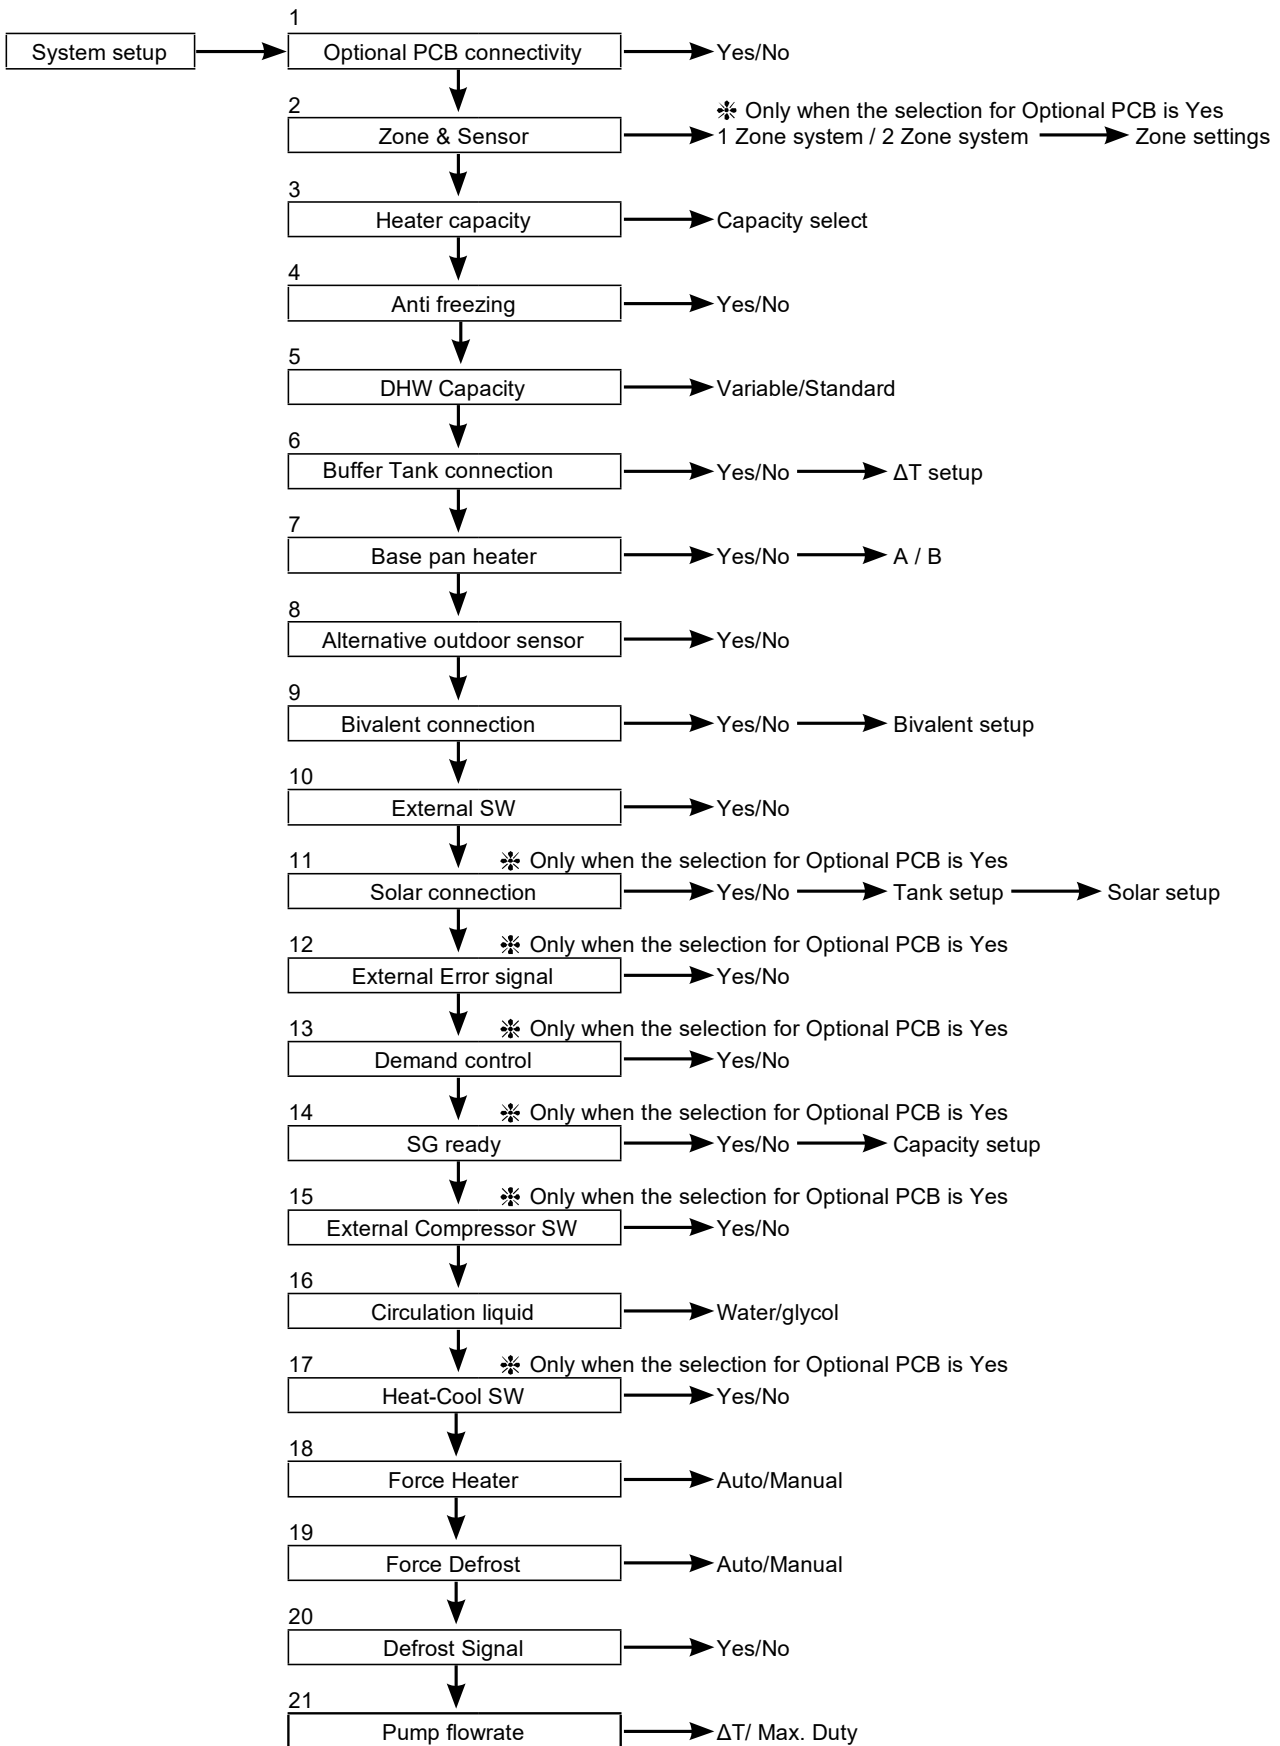 1
System setup
Optional PCB connectivity
Yes/No
2
❉ Only when the selection for Optional PCB is Yes
Zone & Sensor
1 Zone system / 2 Zone system
Zone settings
3
Heater capacity
Capacity select
4
Anti freezing
Yes/No
5
DHW Capacity
Variable/Standard
6
Buffer Tank connection
Yes/No
ΔT setup
7
Base pan heater
Yes/No
A / B
8
Alternative outdoor sensor
Yes/No
9
Bivalent connection
Yes/No
Bivalent setup
10
External SW
Yes/No
11
❉ Only when the selection for Optional PCB is Yes
Solar connection
Yes/No
Tank setup
Solar setup
12
❉ Only when the selection for Optional PCB is Yes
External Error signal
Yes/No
13
❉ Only when the selection for Optional PCB is Yes
Demand control
Yes/No
14
❉ Only when the selection for Optional PCB is Yes
SG ready
Yes/No
Capacity setup
15
❉ Only when the selection for Optional PCB is Yes
External Compressor SW
Yes/No
16
Circulation liquid
Water/glycol
17
❉ Only when the selection for Optional PCB is Yes
Heat-Cool SW
Yes/No
18
Force Heater
Auto/Manual
19
Force Defrost
Auto/Manual
20
Defrost Signal
Yes/No
21
Pump flowrate
ΔT/ Max. Duty